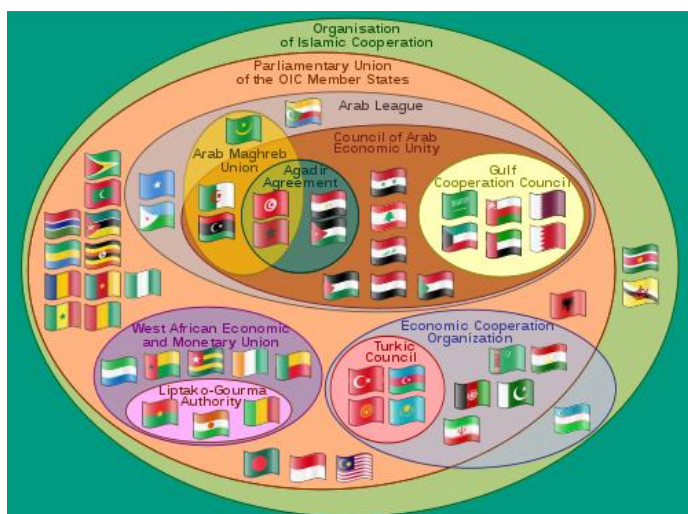 Organisation
of Islamic Cooperation
Parliamentary Union
of the OIC Member States
Arab League
Council of Arab
Economic Unity
Arab Maghreb
Union
Agadir
Agreement
Gulf
Cooperation Council
West African Economic
and Monetary Union
Liptako-Gourma
Authority
Economic Cooperation
Organization
Turkic
Council